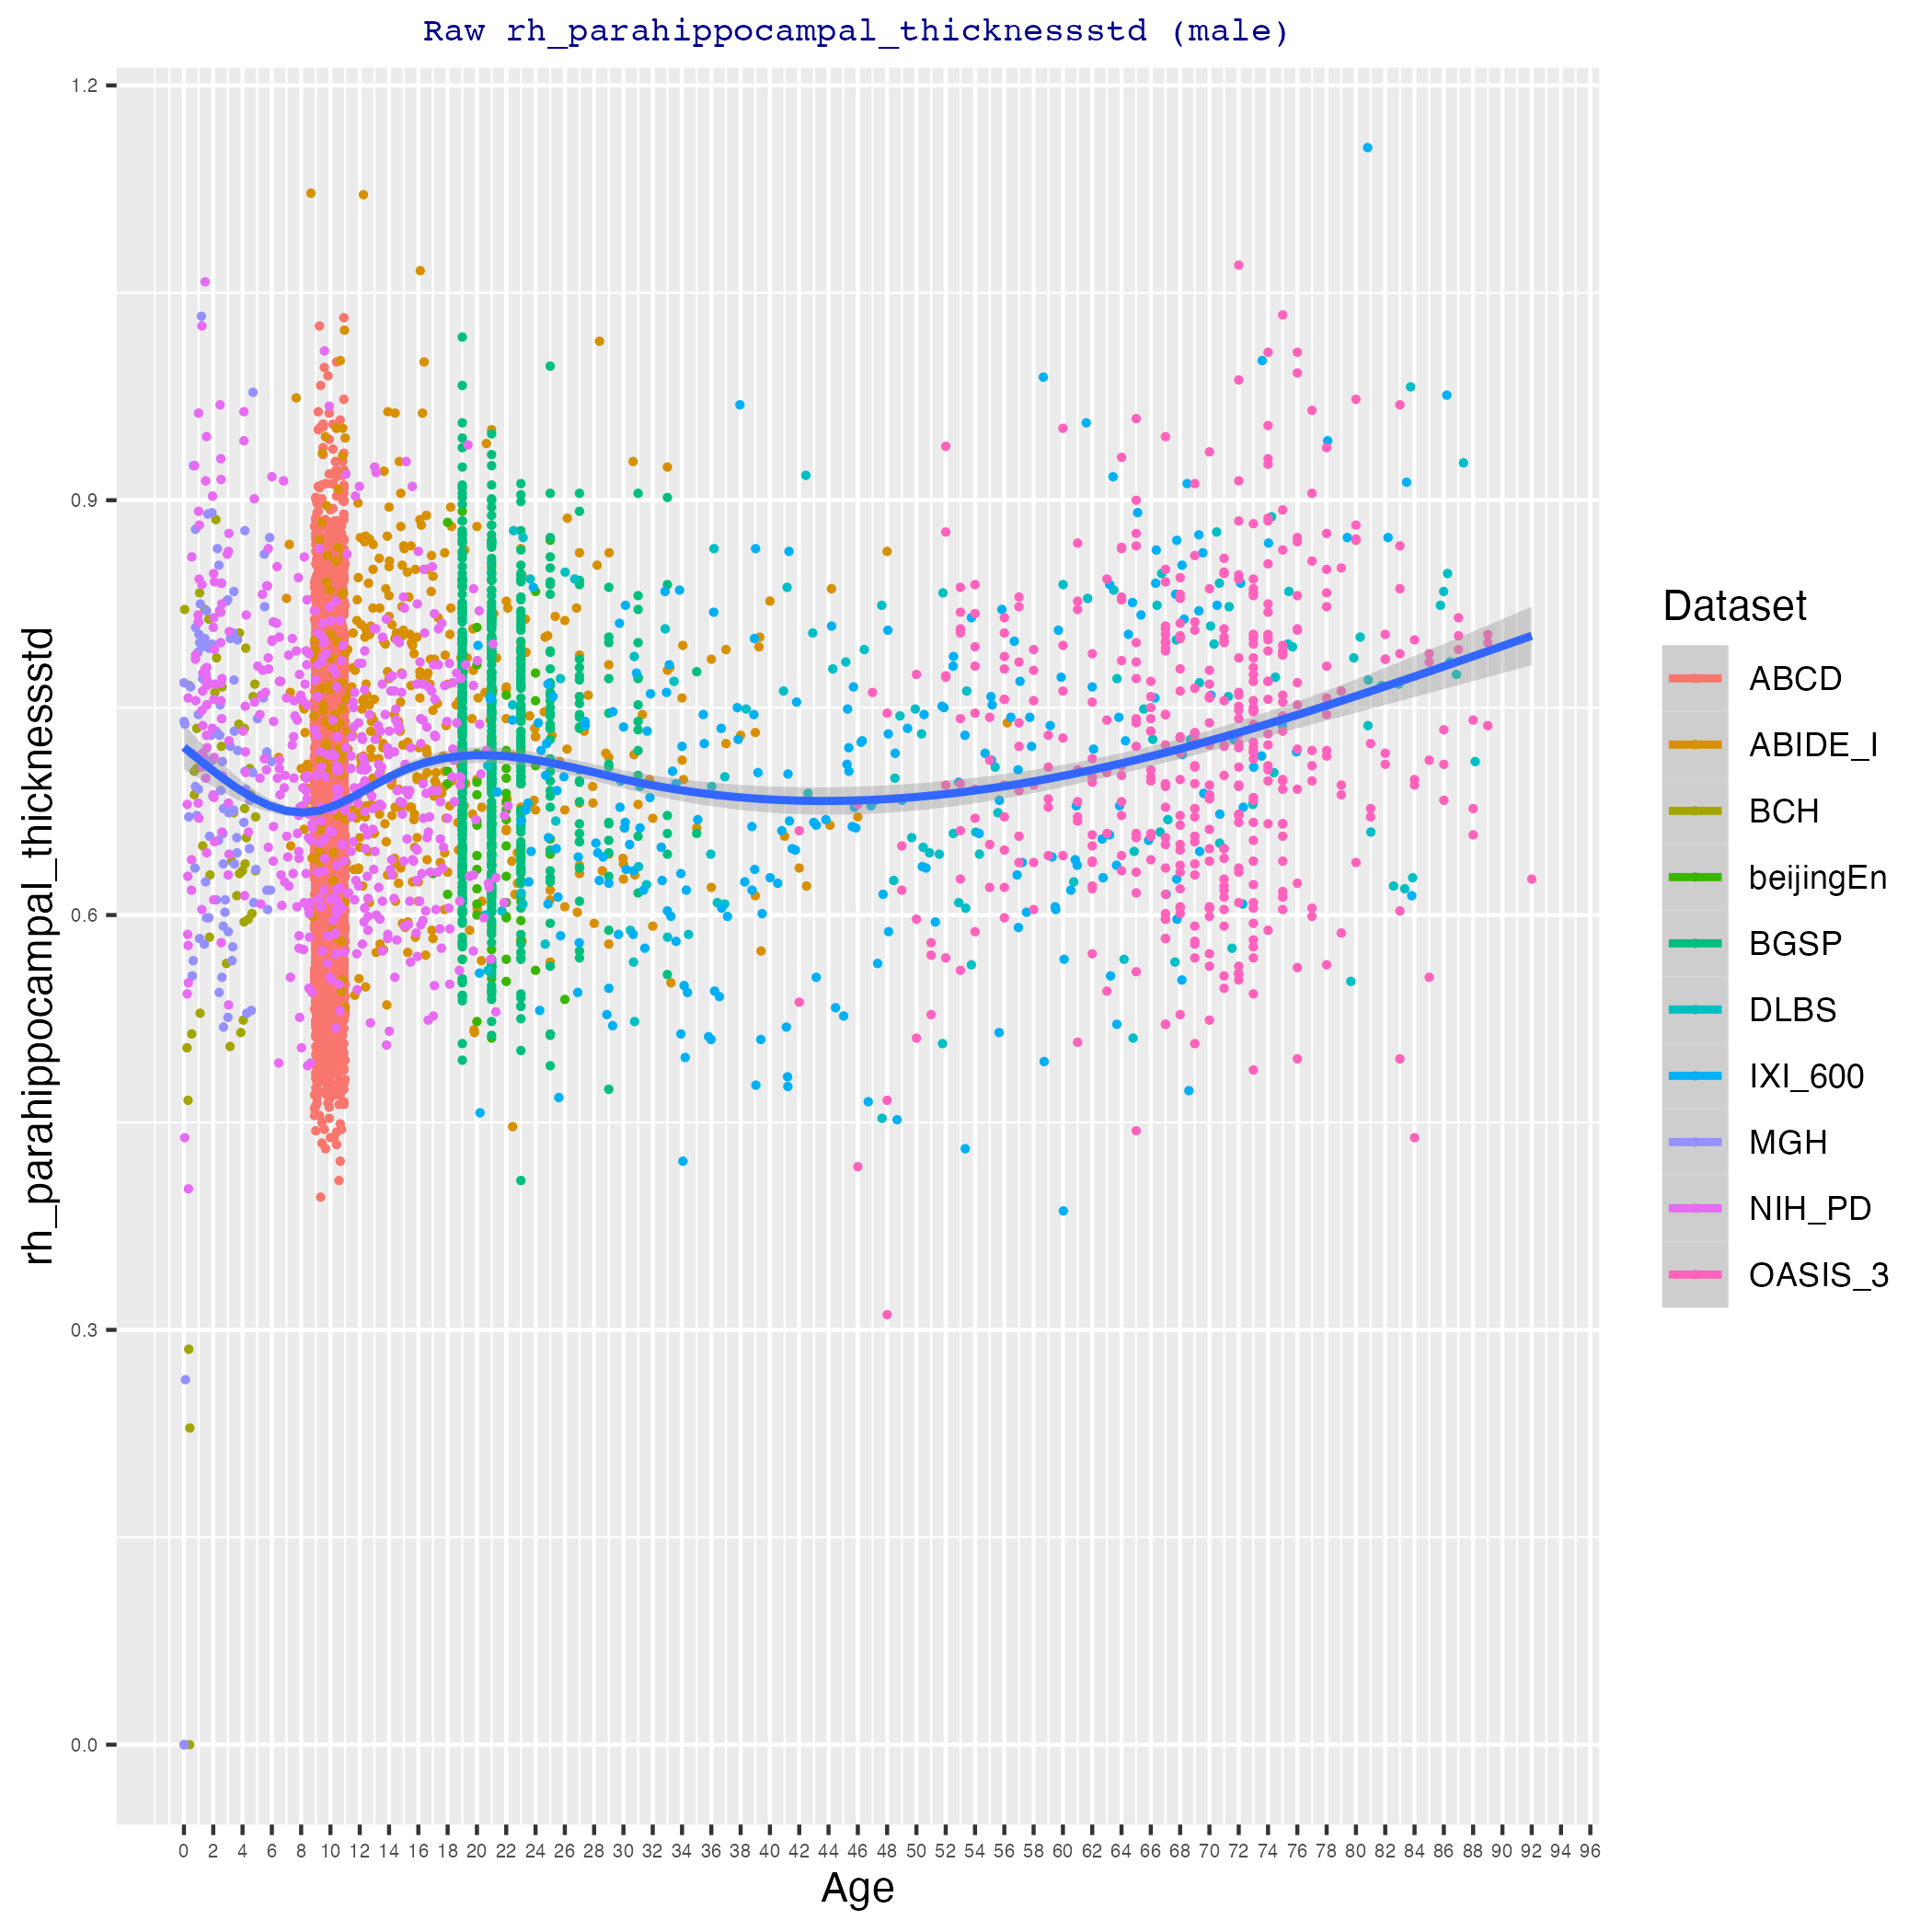 Raw rh_parahippocampal_thicknessstd (male)
1.2
0.9
0.6
0.3
0.0
rh_parahippocampal_thicknessstd
0 2 4 6 8 10 12 14 16 18 20 22 24 26 28 30 32 34 36 38 40 42 44 46 48 50 52 54 56 58 60 62 64 66 68 70 72 74 76 78 80 82 84 86 88 90 92 94 96
Age
Dataset
ABCD
ABIDE_I
BCH
beijingEn
BGSP
DLBS
IXI_600
MGH
NIH_PD
OASIS_3